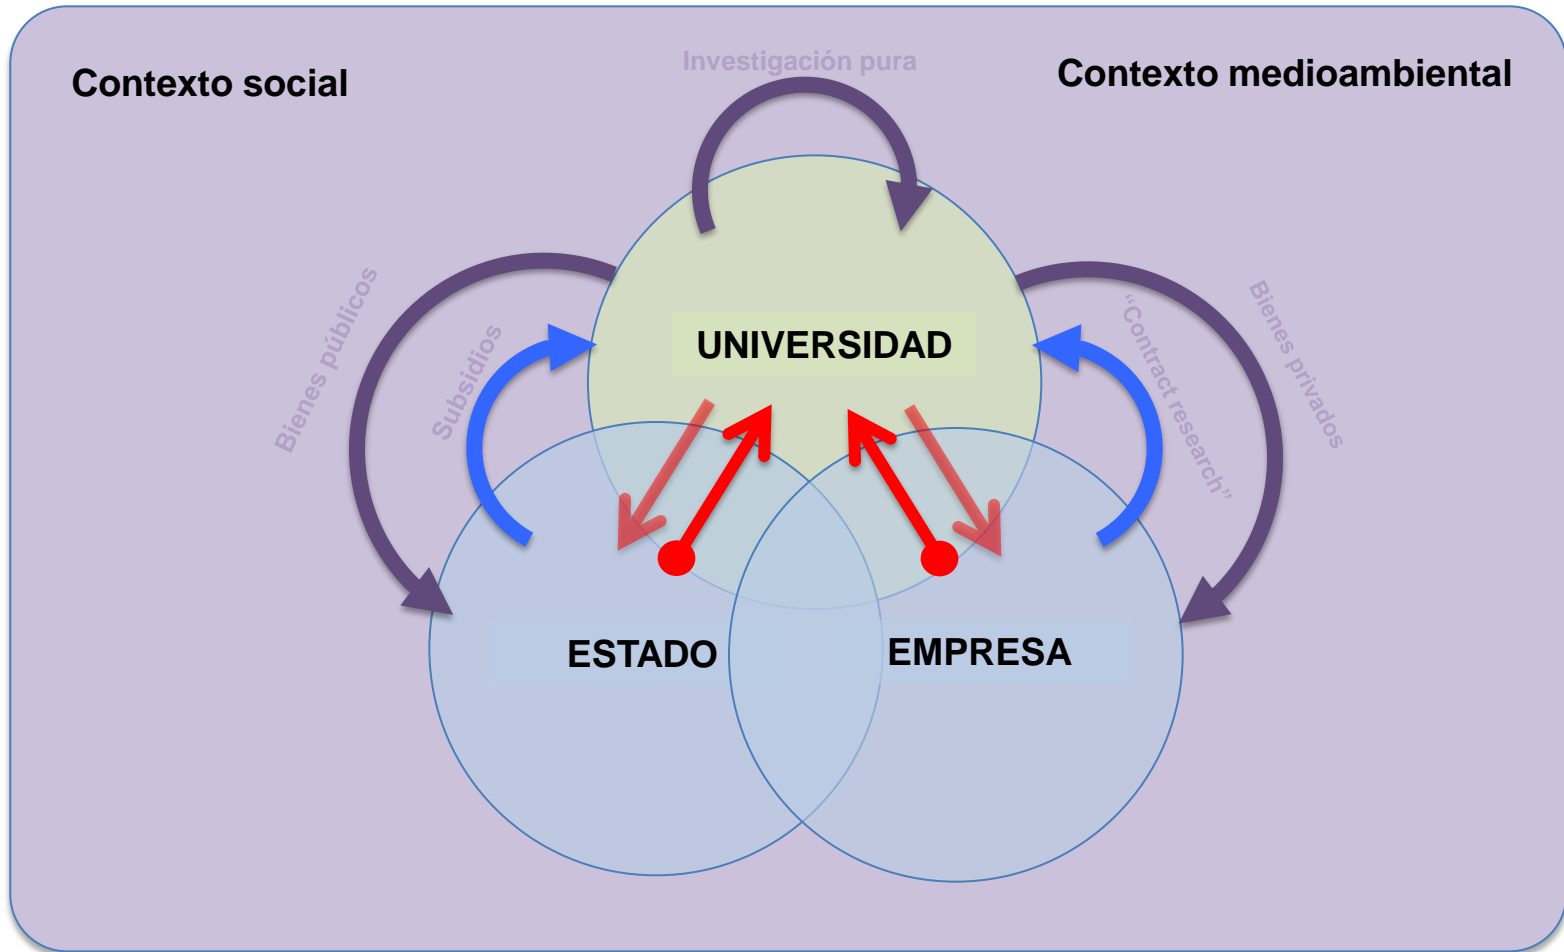 Investigación pura
Contexto social
Contexto medioambiental
Bienes públicos
Subsidios
UNIVERSIDAD
“Contract research”
Bienes privados
ESTADO
EMPRESA